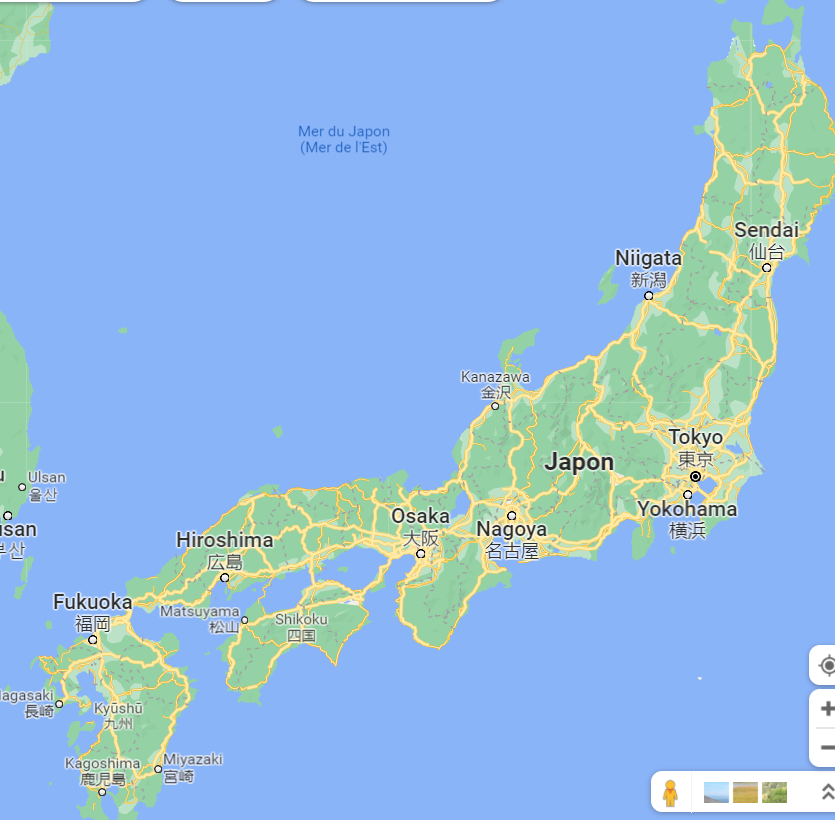 Mer du Japon
(Mer de l'Est)
Sendai
仙台
Niigata
新潟
Kanazawa
金沢
Tokyo
東京
Japon
Ulsan
울산
Yokohama
横浜
Osaka
大阪
Nagoya
名古屋
Hiroshima
広島
Fukuoka
福岡
Matsuyama
松山
Shikoku
四国
agasaki
長崎
Kyūshū
九州
Kagoshima
鹿児島
Miyazaki
宮崎